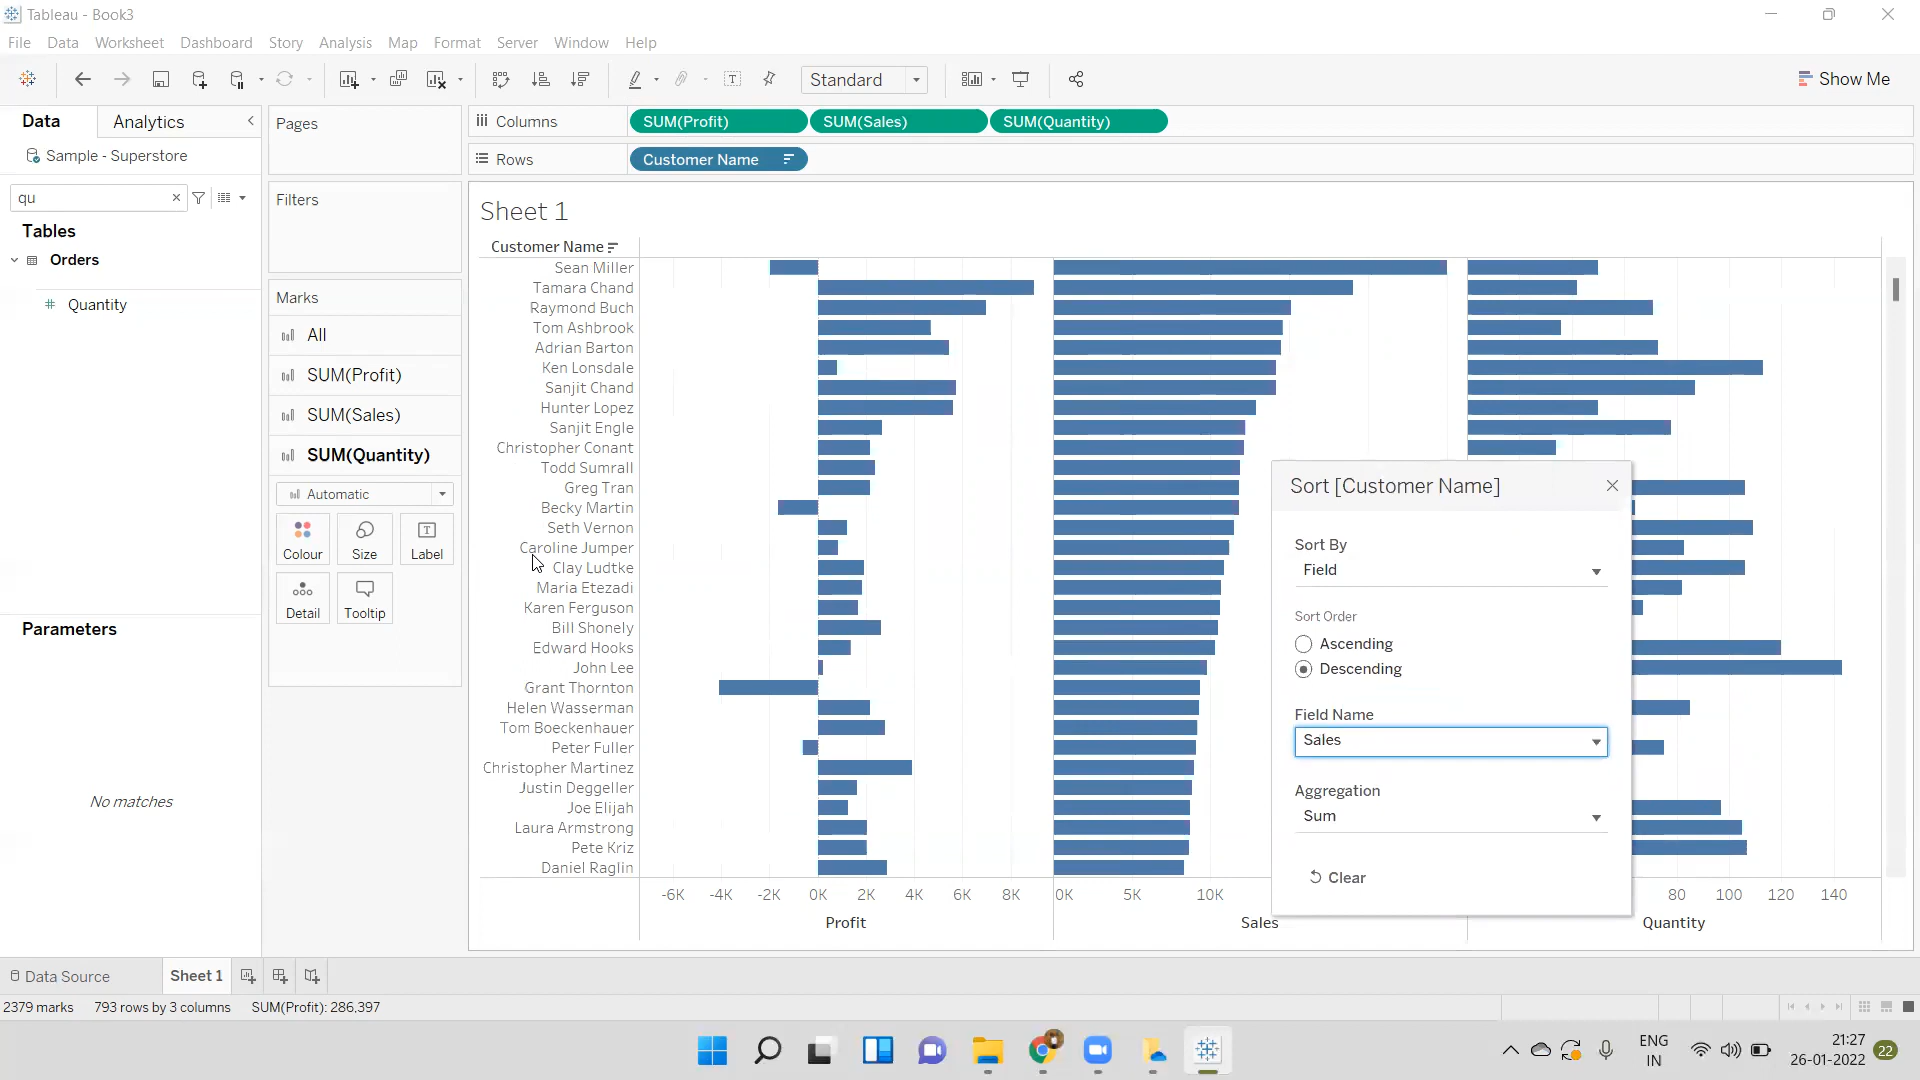 Tableau - Book3
File Data Worksheet Dashboard Story Analysis Map Format Server Window Help
Standard
Show Me
Data
Analytics
Sample - Superstore
qu
Tables
Orders
Quantity
Parameters
No matches
Pages
Filters
Marks
All
SUM(Profit)
SUM(Sales)
SUM(Quantity)
Automatic
Colour Size Label
Detail Tooltip
Columns SUM(Profit) SUM(Sales) SUM(Quantity)
Rows Customer Name
Sheet 1
Customer Name
Sean Miller
Tamara Chand
Raymond Buch
Tom Ashbrook
Adrian Barton
Ken Lonsdale
Sanjit Chand
Hunter Lopez
Sanjit Engle
Christopher Conant
Todd Sumrall
Greg Tran
Becky Martin
Seth Vernon
Caroline Jumper
Clay Ludtke
Maria Etezadi
Karen Ferguson
Bill Shonely
Edward Hooks
John Lee
Grant Thornton
Helen Wasserman
Tom Boeckenhauer
Peter Fuller
Christopher Martinez
Justin Deggeller
Joe Elijah
Laura Armstrong
Pete Kriz
Daniel Raglin
-6K -4K -2K 0K 2K 4K 6K 8K
0K 5K 10K
80 100 120 140
Profit
Sales
Quantity
Sort [Customer Name]
Sort By
Field
Sort Order
Ascending
Descending
Field Name
Sales
Aggregation
Sum
Clear
Data Source
Sheet 1
2379 marks 793 rows by 3 columns SUM(Profit): 286,397
ENG
IN
21:27
26-01-2022
22